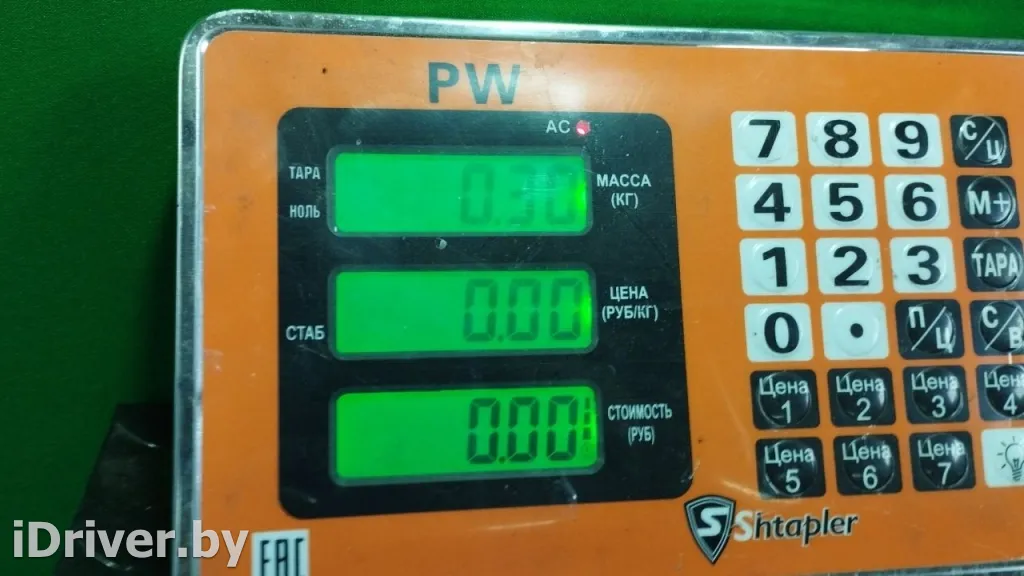 PW
AC
ТАРА
НОЛЬ
0.30
МАССА
(КГ)
СТАБ
0.00
ЦЕНА
(РУБ/КГ)
0.00
СТОИМОСТЬ
(РУБ)
7 8 9 С/Ц
4 5 6 М+
1 2 3 ТАРА
0 . П/Ц С/В
Цена 1 Цена 2 Цена 3 Цена 4
Цена 5 Цена 6 Цена 7
S Shtapler
EAC
iDriver.by